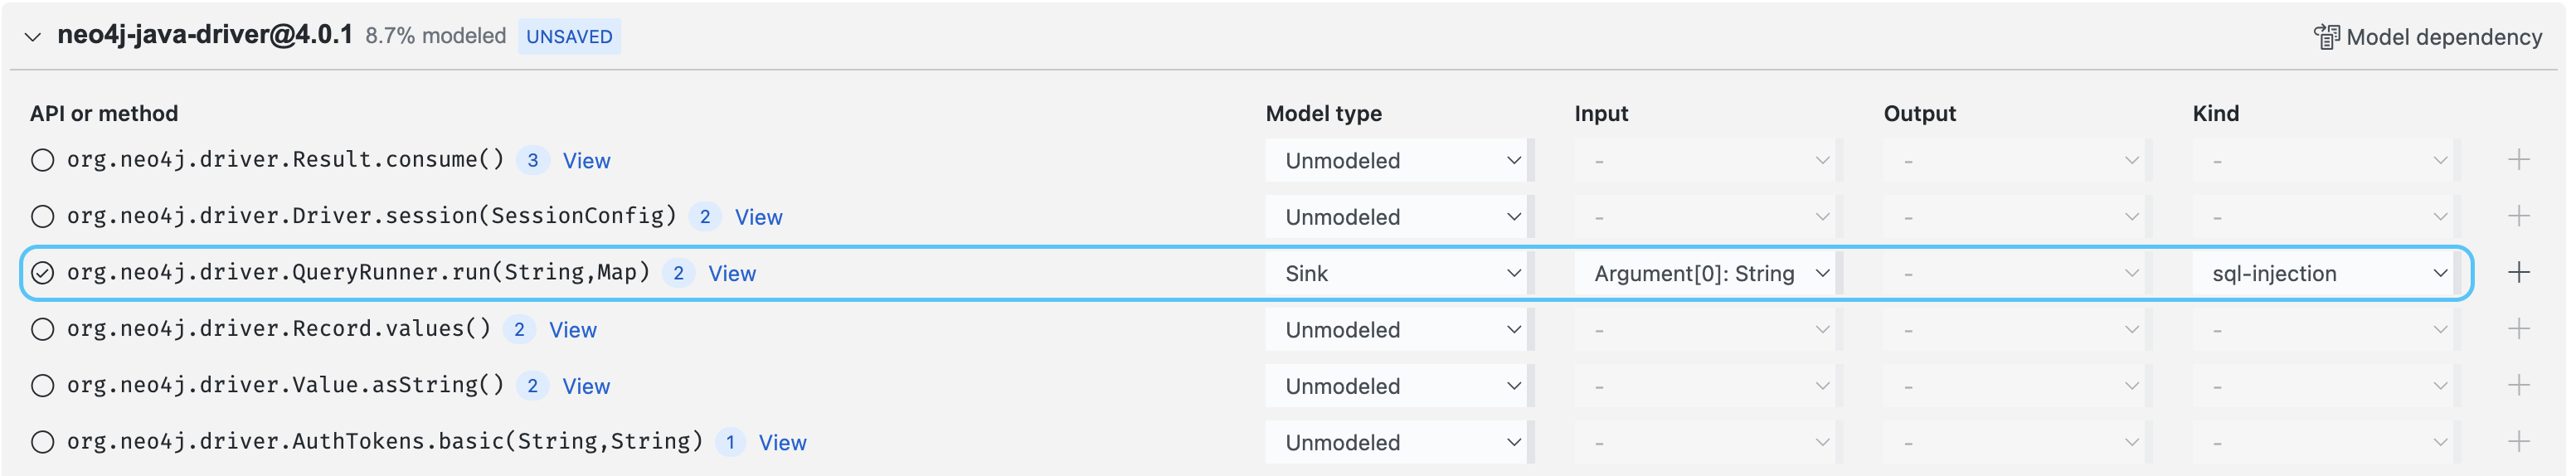 neo4j-java-driver@4.0.1 8.7% modeled UNSAVED Model dependency
API or method Model type Input Output Kind
org.neo4j.driver.Result.consume() 3 View Unmodeled - - -
org.neo4j.driver.Driver.session(SessionConfig) 2 View Unmodeled - - -
org.neo4j.driver.QueryRunner.run(String,Map) 2 View Sink Argument[0]: String - sql-injection
org.neo4j.driver.Record.values() 2 View Unmodeled - - -
org.neo4j.driver.Value.asString() 2 View Unmodeled - - -
org.neo4j.driver.AuthTokens.basic(String,String) 1 View Unmodeled - - -